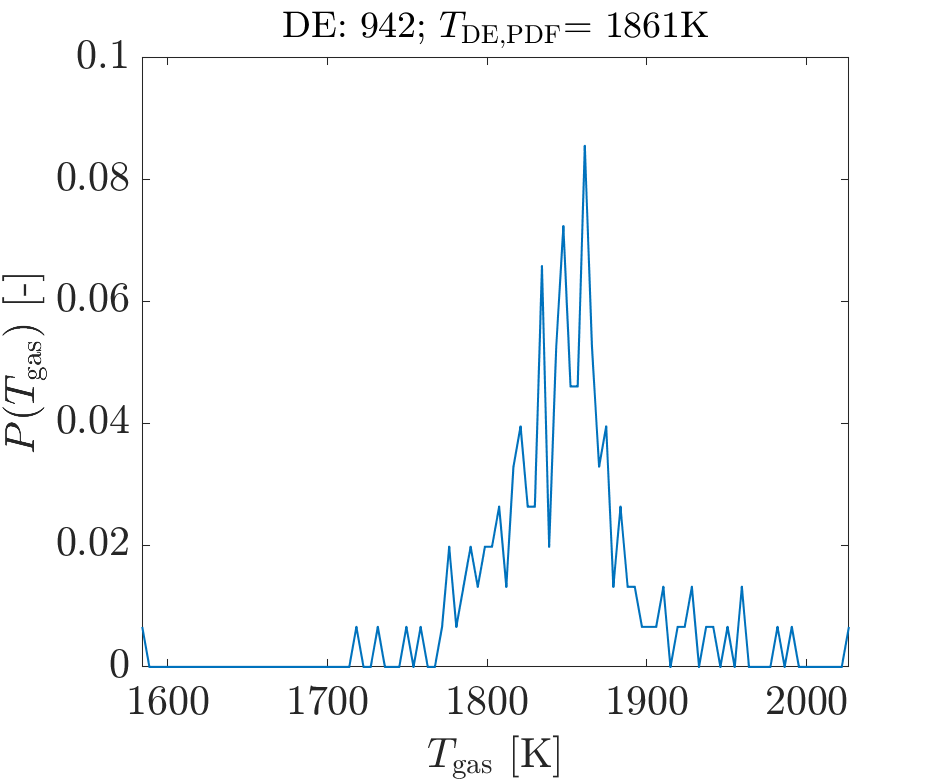 DE: 942; T_DE,PDF= 1861K
0.1
0.08
0.06
0.04
0.02
0
P(T_gas) [-]
1600 1700 1800 1900 2000
T_gas [K]